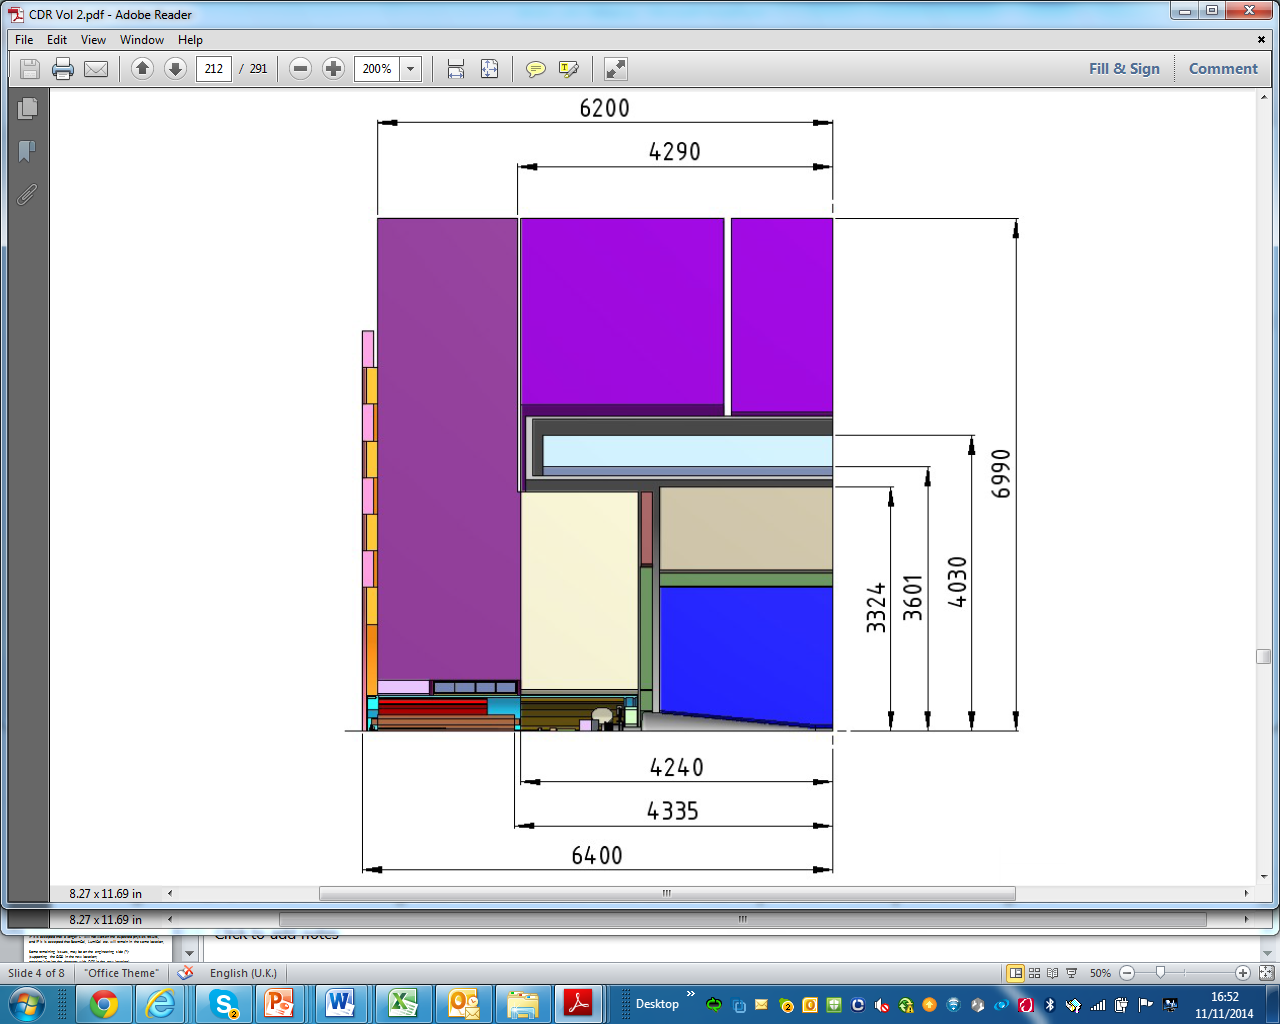 CDR Vol 2.pdf - Adobe Reader
File Edit View Window Help
212 / 291 200% Fill & Sign Comment
6200
4290
6990
4030
3601
3324
4240
4335
6400
8.27 x 11.69 in
8.27 x 11.69 in
Click to add notes
Slide 4 of 8 "Office Theme" English (U.K.) 50%
Desktop
16:52
11/11/2014